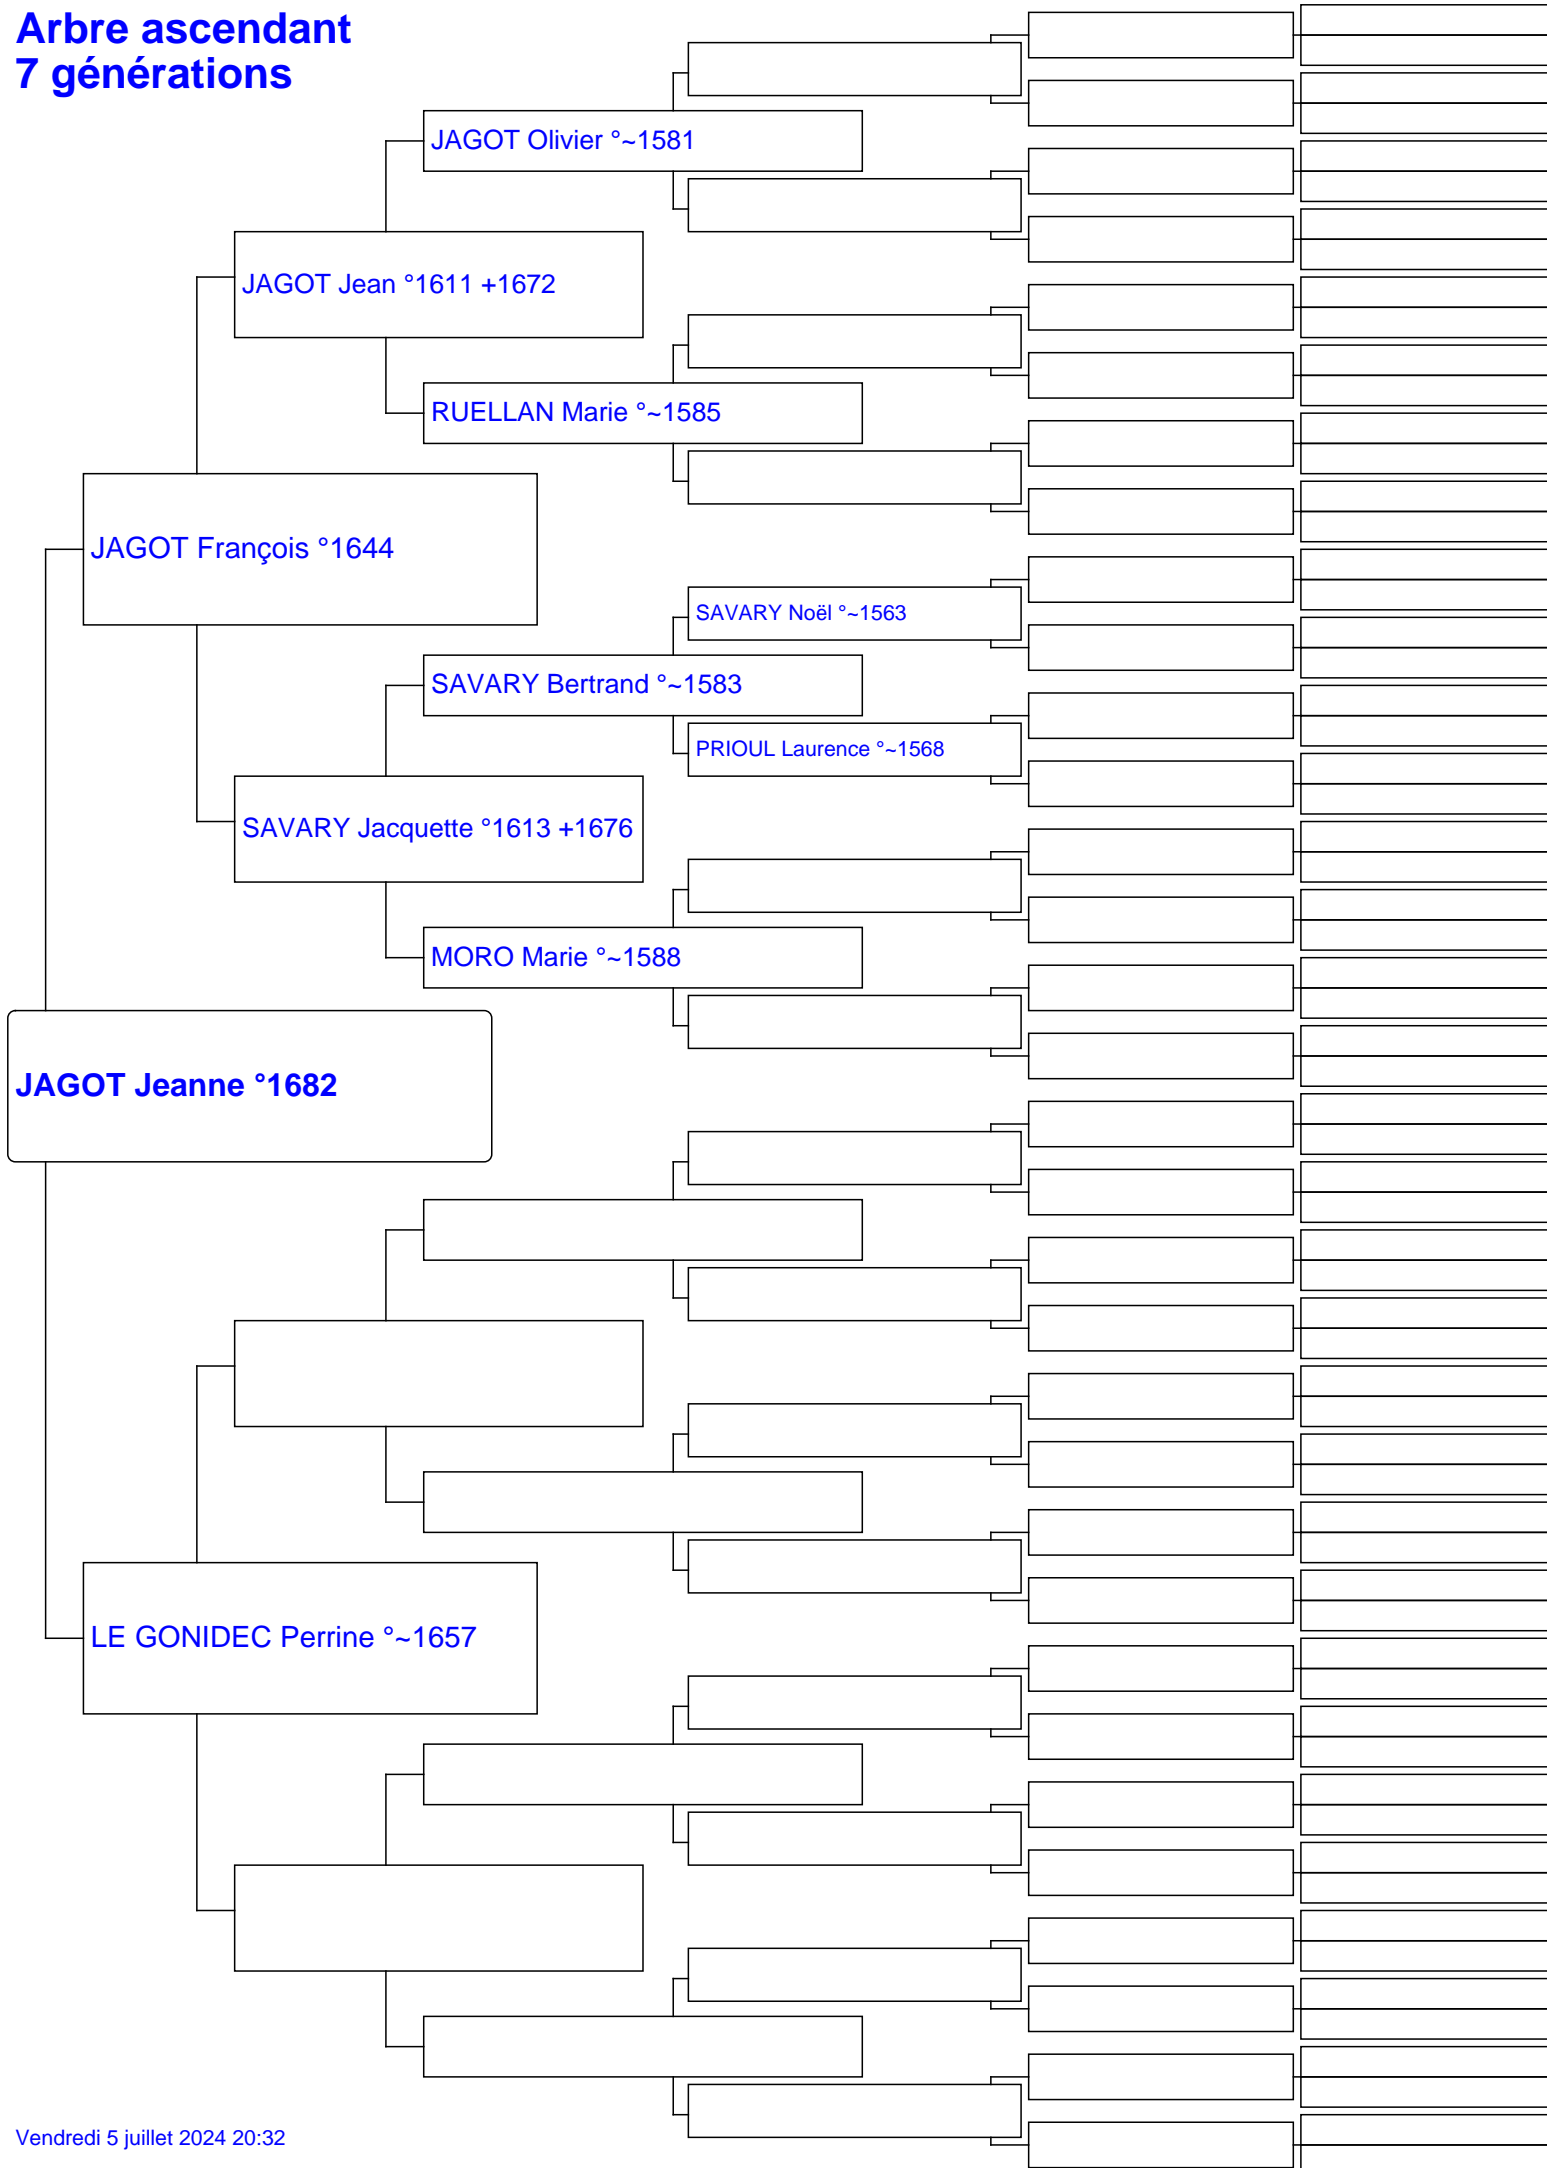 Arbre ascendant
7 générations
JAGOT Olivier °~1581
JAGOT Jean °1611 +1672
RUELLAN Marie °~1585
JAGOT François °1644
SAVARY Noël °~1563
SAVARY Bertrand °~1583
PRIOUL Laurence °~1568
SAVARY Jacquette °1613 +1676
MORO Marie °~1588
JAGOT Jeanne °1682
LE GONIDEC Perrine °~1657
Vendredi 5 juillet 2024 20:32